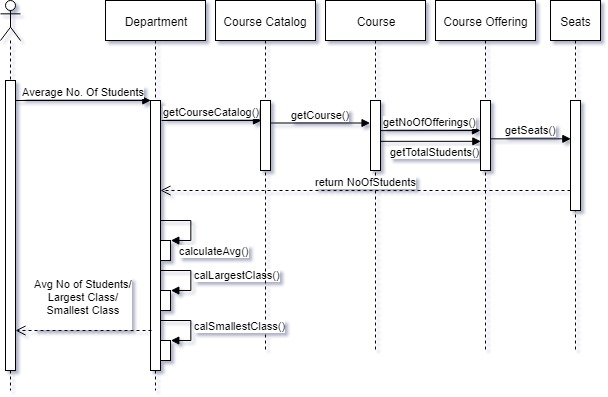 Department
Course Catalog
Course
Course Offering
Seats
Average No. Of Students
getCourseCatalog()
getCourse()
getNoOfOfferings()
getSeats()
getTotalStudents()
return NoOfStudents
calculateAvg()
calLargestClass()
Avg No of Students/
Largest Class/
Smallest Class
calSmallestClass()